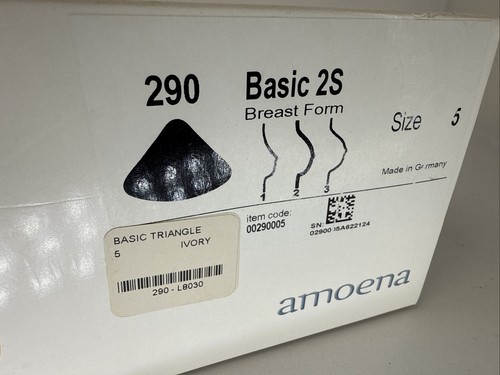 290
Basic 2S
Breast Form
1 2 3
Size 5
Made in Germany
item code:
00290005
SN:
BASIC TRIANGLE
5 IVORY
290 - L8030
amoena